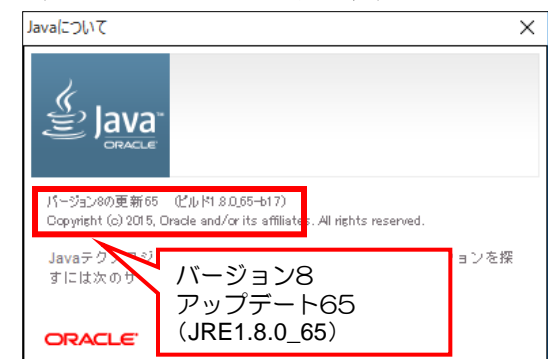 Javaについて
Java
ORACLE
バージョン8の更新65 (ビルド1.8.0_65-b17)
Copyright (c) 2015, Oracle and/or its affiliates. All rights reserved.
Javaテク ョンを探
すには次のサ
バージョン8
アップデート65
(JRE1.8.0_65)
ORACLE